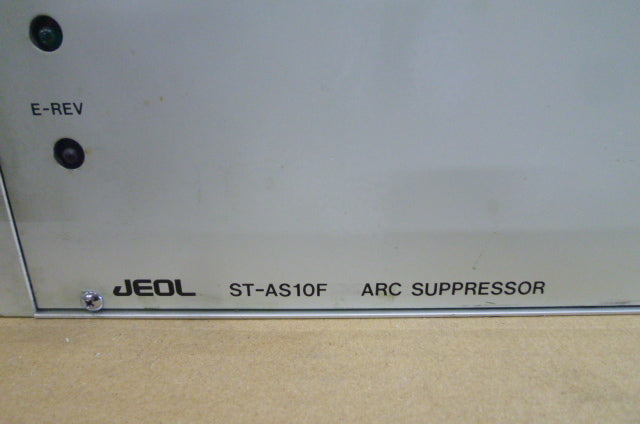 E-REV
JEOL ST-AS10F ARC SUPPRESSOR